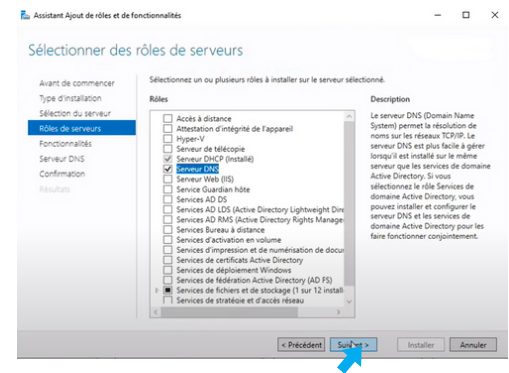 Assistant Ajout de rôles et de fonctionnalités
Sélectionner des rôles de serveurs
Avant de commencer
Type d'installation
Sélection du serveur
Rôles de serveurs
Fonctionnalités
Serveur DNS
Confirmation
Résultats
Sélectionnez un ou plusieurs rôles à installer sur le serveur sélectionné.
Rôles
Accès à distance
Attestation d'intégrité de l'appareil
Hyper-V
Serveur de télécopie
Serveur DHCP (Installé)
Serveur DNS
Serveur Web (IIS)
Service Guardian hôte
Services AD DS
Services AD LDS (Active Directory Lightweight Dire
Services AD RMS (Active Directory Rights Manage
Services Bureau à distance
Services d'activation en volume
Services d'impression et de numérisation de docu
Services de certificats Active Directory
Services de déploiement Windows
Services de fédération Active Directory (AD FS)
Services de fichiers et de stockage (1 sur 12 install
Services de stratégie et d'accès réseau
Description
Le serveur DNS (Domain Name
System) permet la résolution de
noms sur les réseaux TCP/IP. Le
serveur DNS est plus facile à gérer
lorsqu'il est installé sur le même
serveur que les services de domaine
Active Directory. Si vous
sélectionnez le rôle Services de
domaine Active Directory, vous
pouvez installer et configurer le
serveur DNS et les services de
domaine Active Directory pour les
faire fonctionner conjointement.
< Précédent
Suivant >
Installer
Annuler